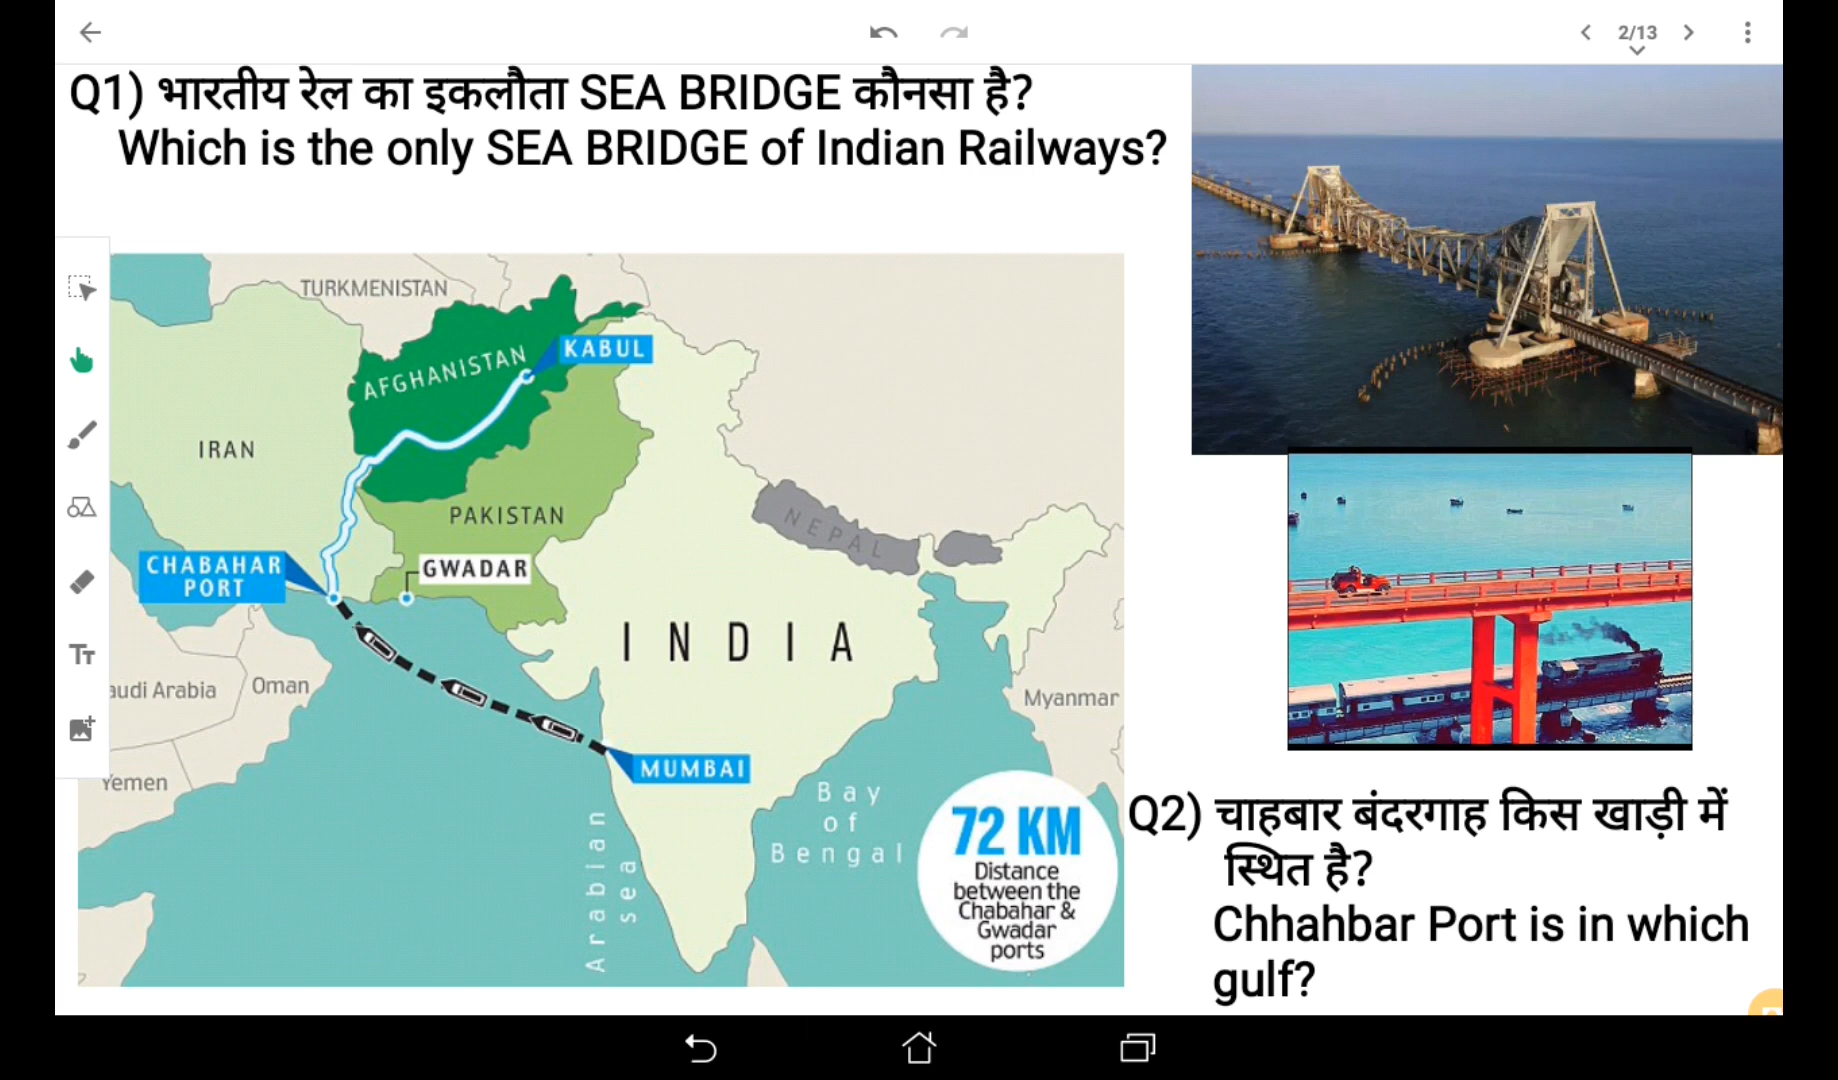 2/13
Q1) भारतीय रेल का इकलौता SEA BRIDGE कौनसा है?
Which is the only SEA BRIDGE of Indian Railways?
TURKMENISTAN
AFGHANISTAN
KABUL
IRAN
PAKISTAN
CHABAHAR
PORT
GWADAR
NEPAL
INDIA
audi Arabia
Oman
Yemen
Myanmar
MUMBAI
Arabian
sea
Bay
of
Bengal
72 KM
Distance
between the
Chabahar &
Gwadar
ports
Q2) चाहबार बंदरगाह किस खाड़ी में
स्थित है?
Chhahbar Port is in which
gulf?
TT